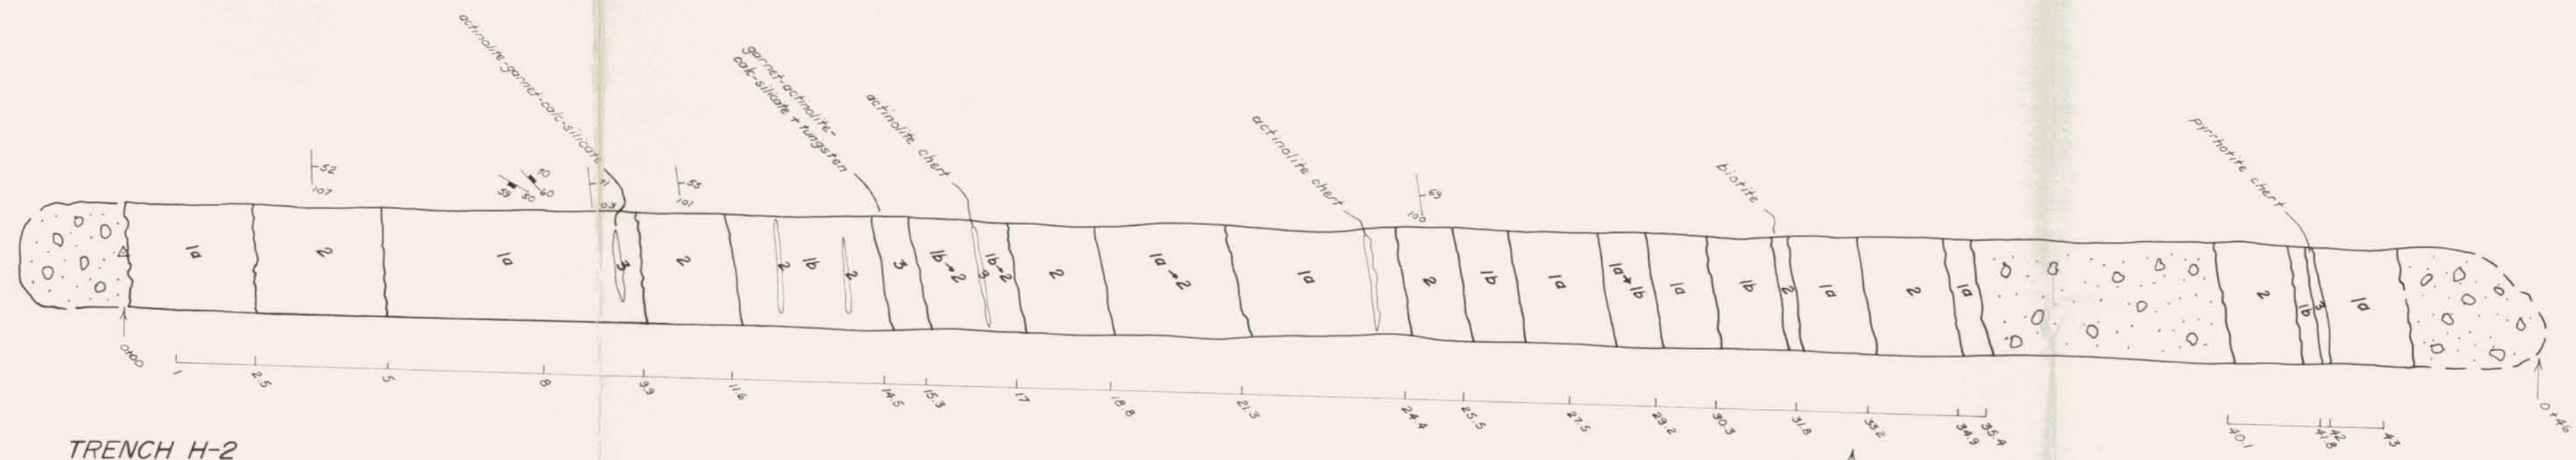 actinolite-garnet-calc-silicate
garnet-actinolite-
calc-silicate + tungsten
actinolite chert
actinolite chert
biotite
pyrrhotite chert
52
107
59
50
60
55
101
69
100
1a
2
1a
3
2
2
1b
2
3
1b→2
3
1b→2
2
1a→2
1a
2
1b
1a
1a→1b
1a
1b
2
1a
2
1a
2
1b
3
1a
0+00
1
2.5
5
8
9.9
11.6
14.5
15.3
17
18.8
21.3
24.4
25.5
27.5
29.2
30.3
31.8
33.2
34.9
35.4
40.1
41.8
42
43
0+46
TRENCH H-2